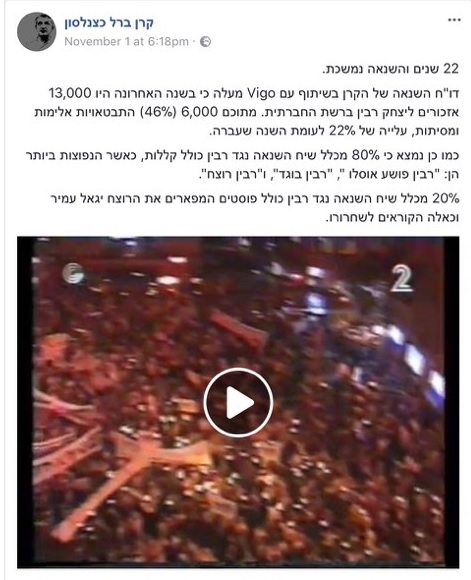 קרן ברל כצנלסון
November 1 at 6:18pm ·
22 שנים והשנאה נמשכת.
דו"ח השנאה של הקרן בשיתוף עם Vigo מעלה כי בשנה האחרונה היו 13,000
אזכורים ליצחק רבין ברשת החברתית. מתוכם 6,000 (46%) התבטאויות אלימות
ומסיתות, עלייה של 22% לעומת השנה שעברה.
כמו כן נמצא כי 80% מכלל שיח השנאה נגד רבין כולל קללות, כאשר הנפוצות ביותר
הן: "רבין פושע אוסלו ", "רבין בוגד", ו"רבין רוצח".
20% מכלל שיח השנאה נגד רבין כולל פוסטים המפארים את הרוצח יגאל עמיר
וכאלה הקוראים לשחרורו.
2